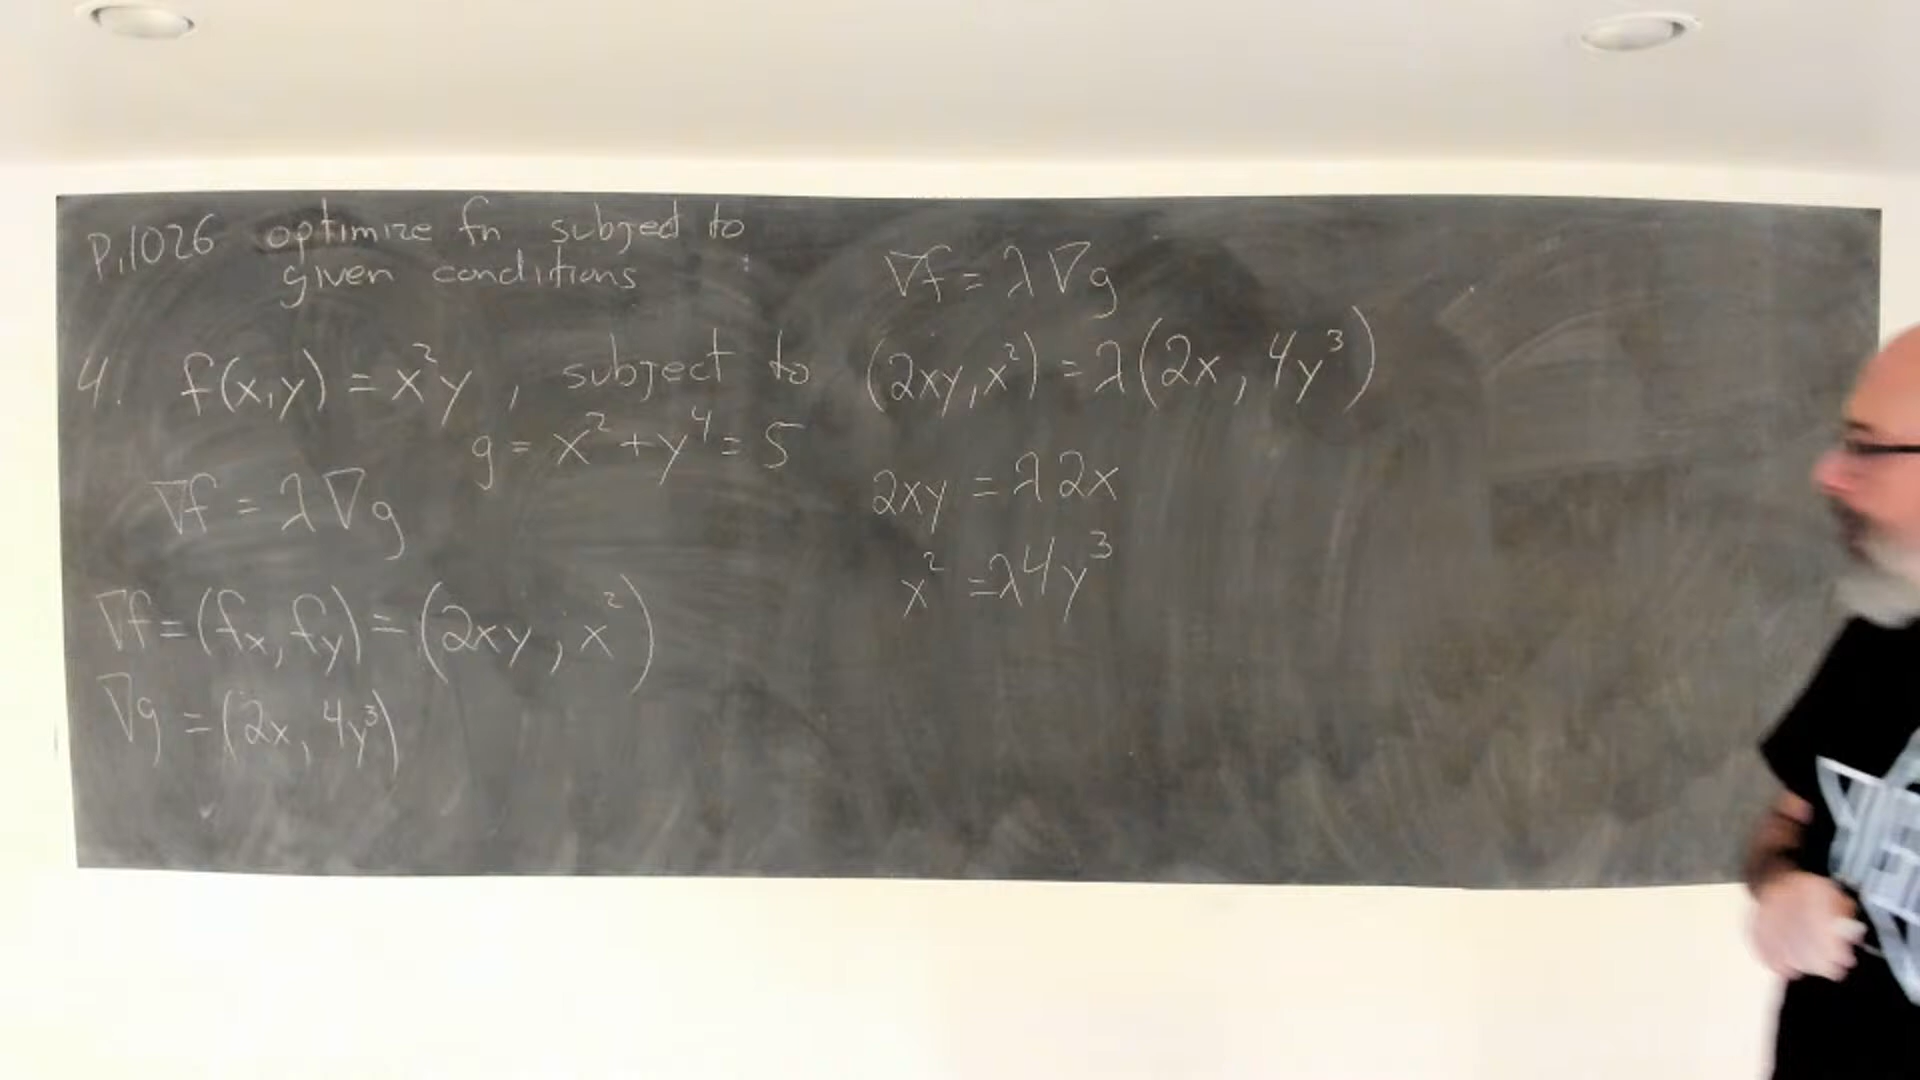 P.1026 optimize fn subject to
given conditions :
4. f(x,y) = x²y , subject to
g = x² + y⁴ = 5
∇f = λ∇g
∇f = (fx, fy) = (2xy, x²)
∇g = (2x, 4y³)
∇f = λ∇g
(2xy, x²) = λ(2x, 4y³)
2xy = λ2x
x² = λ4y³